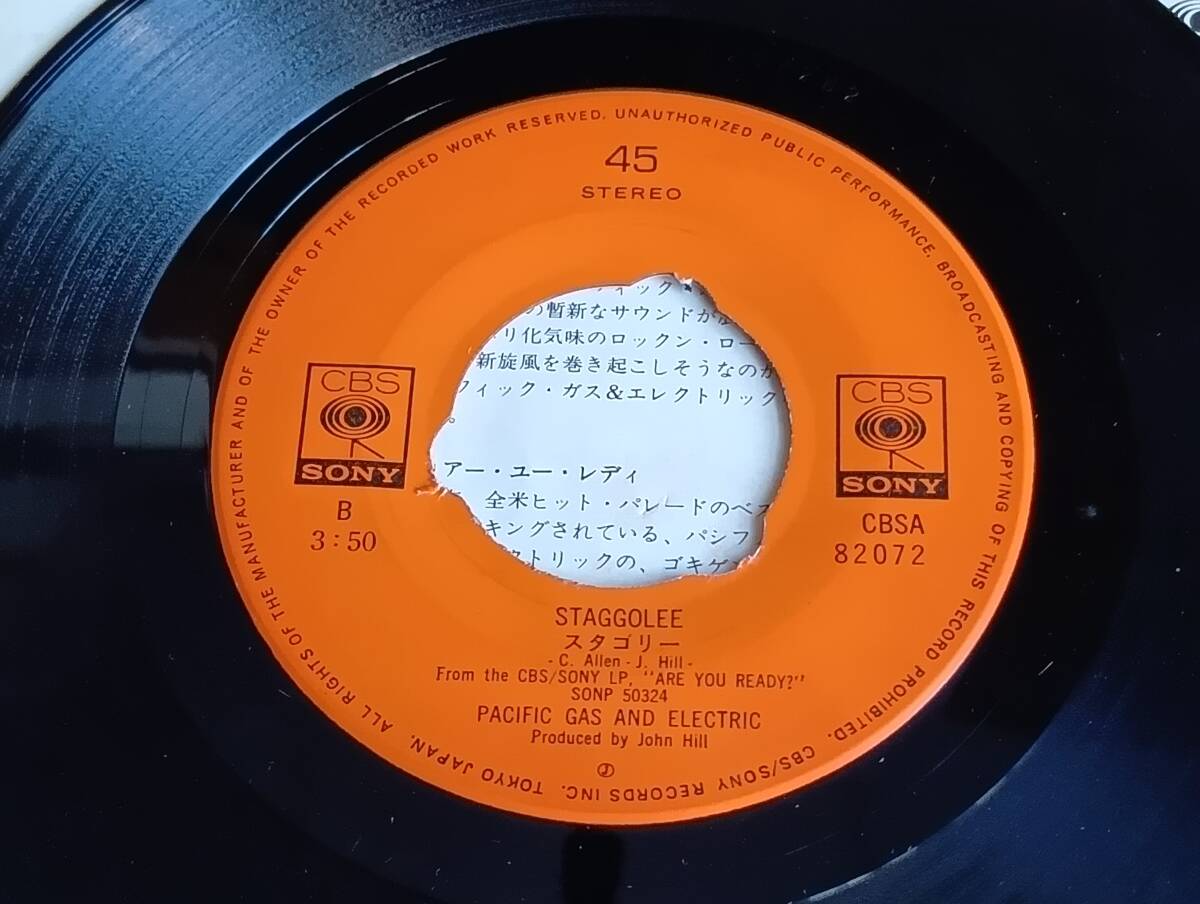 45
STEREO
ALL RIGHTS OF THE MANUFACTURER AND OF THE OWNER OF THE RECORDED WORK RESERVED. UNAUTHORIZED PUBLIC PERFORMANCE, BROADCASTING AND COPYING OF THIS RECORD PROHIBITED. CBS/SONY RECORDS INC. TOKYO JAPAN.
CBS
SONY
B
3:50
CBS
SONY
CBSA
82072
ィック
の暫新なサウンドが
リ化気味のロックン・ロー
新旋風を巻き起こしそうなのか
フィック・ガス&エレクトリック
。
アー・ユー・レディ
全米ヒット・パレードのベス
キングされている、パシフ
クトリックの、ゴキゲン
STAGGOLEE
スタゴリー
- C. Allen - J. Hill -
From the CBS/SONY LP, "ARE YOU READY?"
SONP 50324
PACIFIC GAS AND ELECTRIC
Produced by John Hill